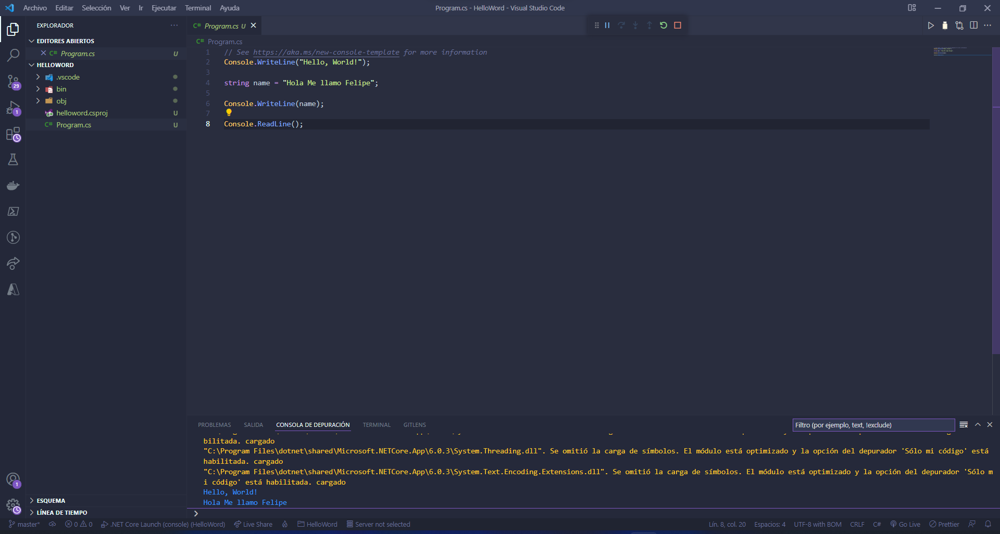 Archivo Editar Selección Ver Ir Ejecutar Terminal Ayuda
Program.cs - HelloWord - Visual Studio Code
EXPLORADOR
EDITORES ABIERTOS
C# Program.cs U
HELLOWORD
.vscode
bin
obj
helloword.csproj U
C# Program.cs U
29
1
1
C# Program.cs U
C# Program.cs
1 // See https://aka.ms/new-console-template for more information
2 Console.WriteLine("Hello, World!");
3
4 string name = "Hola Me llamo Felipe";
5
6 Console.WriteLine(name);
7
8 Console.ReadLine();
PROBLEMAS SALIDA CONSOLA DE DEPURACIÓN TERMINAL GITLENS
Filtro (por ejemplo, text, !exclude)
bilitada. cargado
"C:\Program Files\dotnet\shared\Microsoft.NETCore.App\6.0.3\System.Threading.dll". Se omitió la carga de símbolos. El módulo está optimizado y la opción del depurador 'Sólo mi código' está
habilitada. cargado
"C:\Program Files\dotnet\shared\Microsoft.NETCore.App\6.0.3\System.Text.Encoding.Extensions.dll". Se omitió la carga de símbolos. El módulo está optimizado y la opción del depurador 'Sólo m
i código' está habilitada. cargado
Hello, World!
Hola Me llamo Felipe
ESQUEMA
LÍNEA DE TIEMPO
master* 0 0 .NET Core Launch (console) (HelloWord) Live Share HelloWord Server not selected
Lín. 8, col. 20 Espacios: 4 UTF-8 with BOM CRLF C# Go Live Prettier